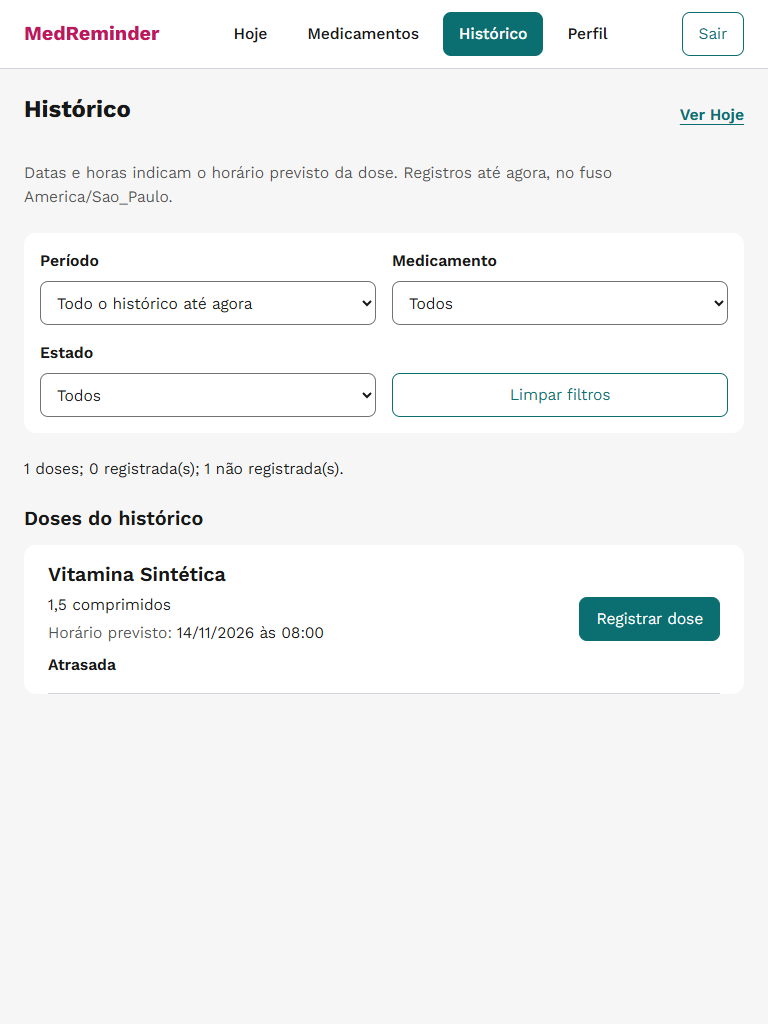 MedReminder
Hoje
Medicamentos
Histórico
Perfil
Sair
Histórico
Ver Hoje
Datas e horas indicam o horário previsto da dose. Registros até agora, no fuso
America/Sao_Paulo.
Período
Medicamento
Todo o histórico até agora
Todos
Estado
Todos
Limpar filtros
1 doses; 0 registrada(s); 1 não registrada(s).
Doses do histórico
Vitamina Sintética
1,5 comprimidos
Horário previsto: 14/11/2026 às 08:00
Atrasada
Registrar dose